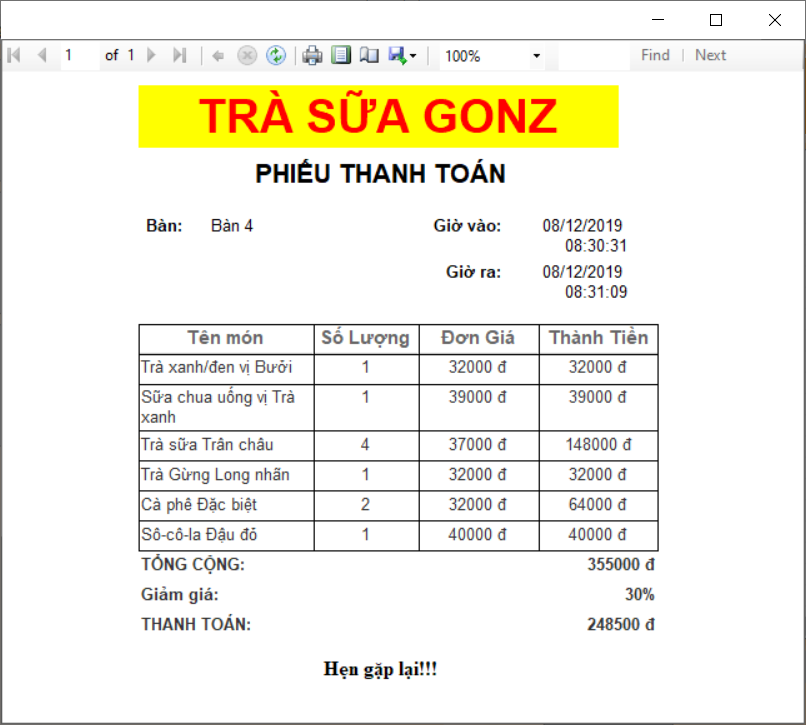 1 of 1 100% Find | Next
TRÀ SỮA GONZ
PHIẾU THANH TOÁN
Bàn: Bàn 4 Giờ vào: 08/12/2019
08:30:31
Giờ ra: 08/12/2019
08:31:09
Tên món Số Lượng Đơn Giá Thành Tiền
Trà xanh/đen vị Bưởi 1 32000 đ 32000 đ
Sữa chua uống vị Trà 1 39000 đ 39000 đ
xanh
Trà sữa Trân châu 4 37000 đ 148000 đ
Trà Gừng Long nhãn 1 32000 đ 32000 đ
Cà phê Đặc biệt 2 32000 đ 64000 đ
Sô-cô-la Đậu đỏ 1 40000 đ 40000 đ
TỔNG CỘNG: 355000 đ
Giảm giá: 30%
THANH TOÁN: 248500 đ
Hẹn gặp lại!!!